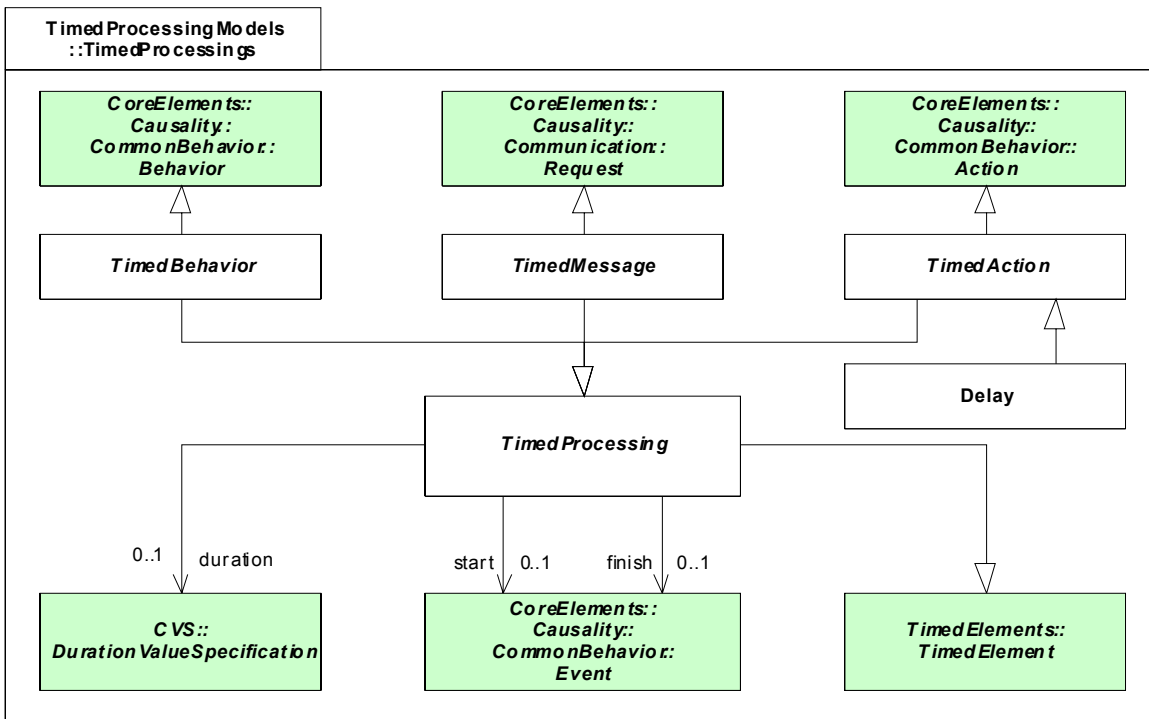 TimedProcessingModels
::TimedProcessings
CoreElements::
Causality::
CommonBehavior::
Behavior
CoreElements::
Causality::
Communication::
Request
CoreElements::
Causality::
CommonBehavior::
Action
TimedBehavior
TimedMessage
TimedAction
Delay
TimedProcessing
0..1
duration
start
0..1
finish
0..1
CVS::
DurationValueSpecification
CoreElements::
Causality::
CommonBehavior::
Event
TimedElements::
TimedElement